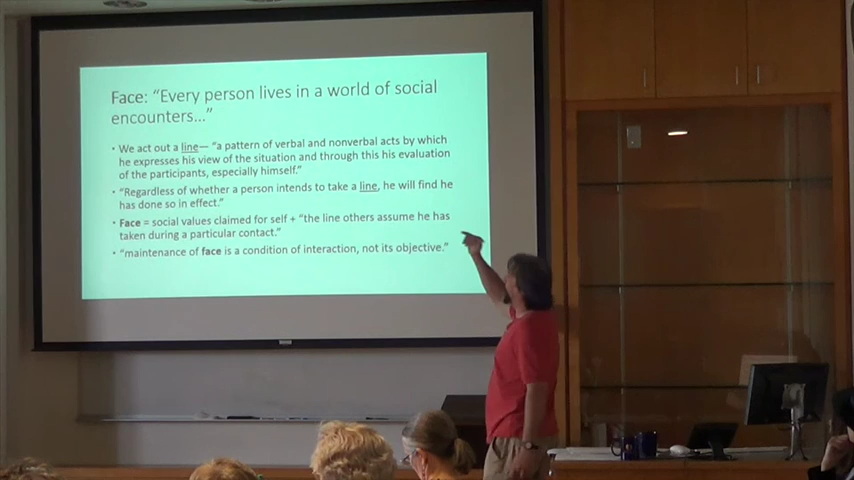 Face: “Every person lives in a world of social
encounters...”
• We act out a line— “a pattern of verbal and nonverbal acts by which
he expresses his view of the situation and through this his evaluation
of the participants, especially himself.”
• “Regardless of whether a person intends to take a line, he will find he
has done so in effect.”
• Face = social values claimed for self + “the line others assume he has
taken during a particular contact.”
• “maintenance of face is a condition of interaction, not its objective.”